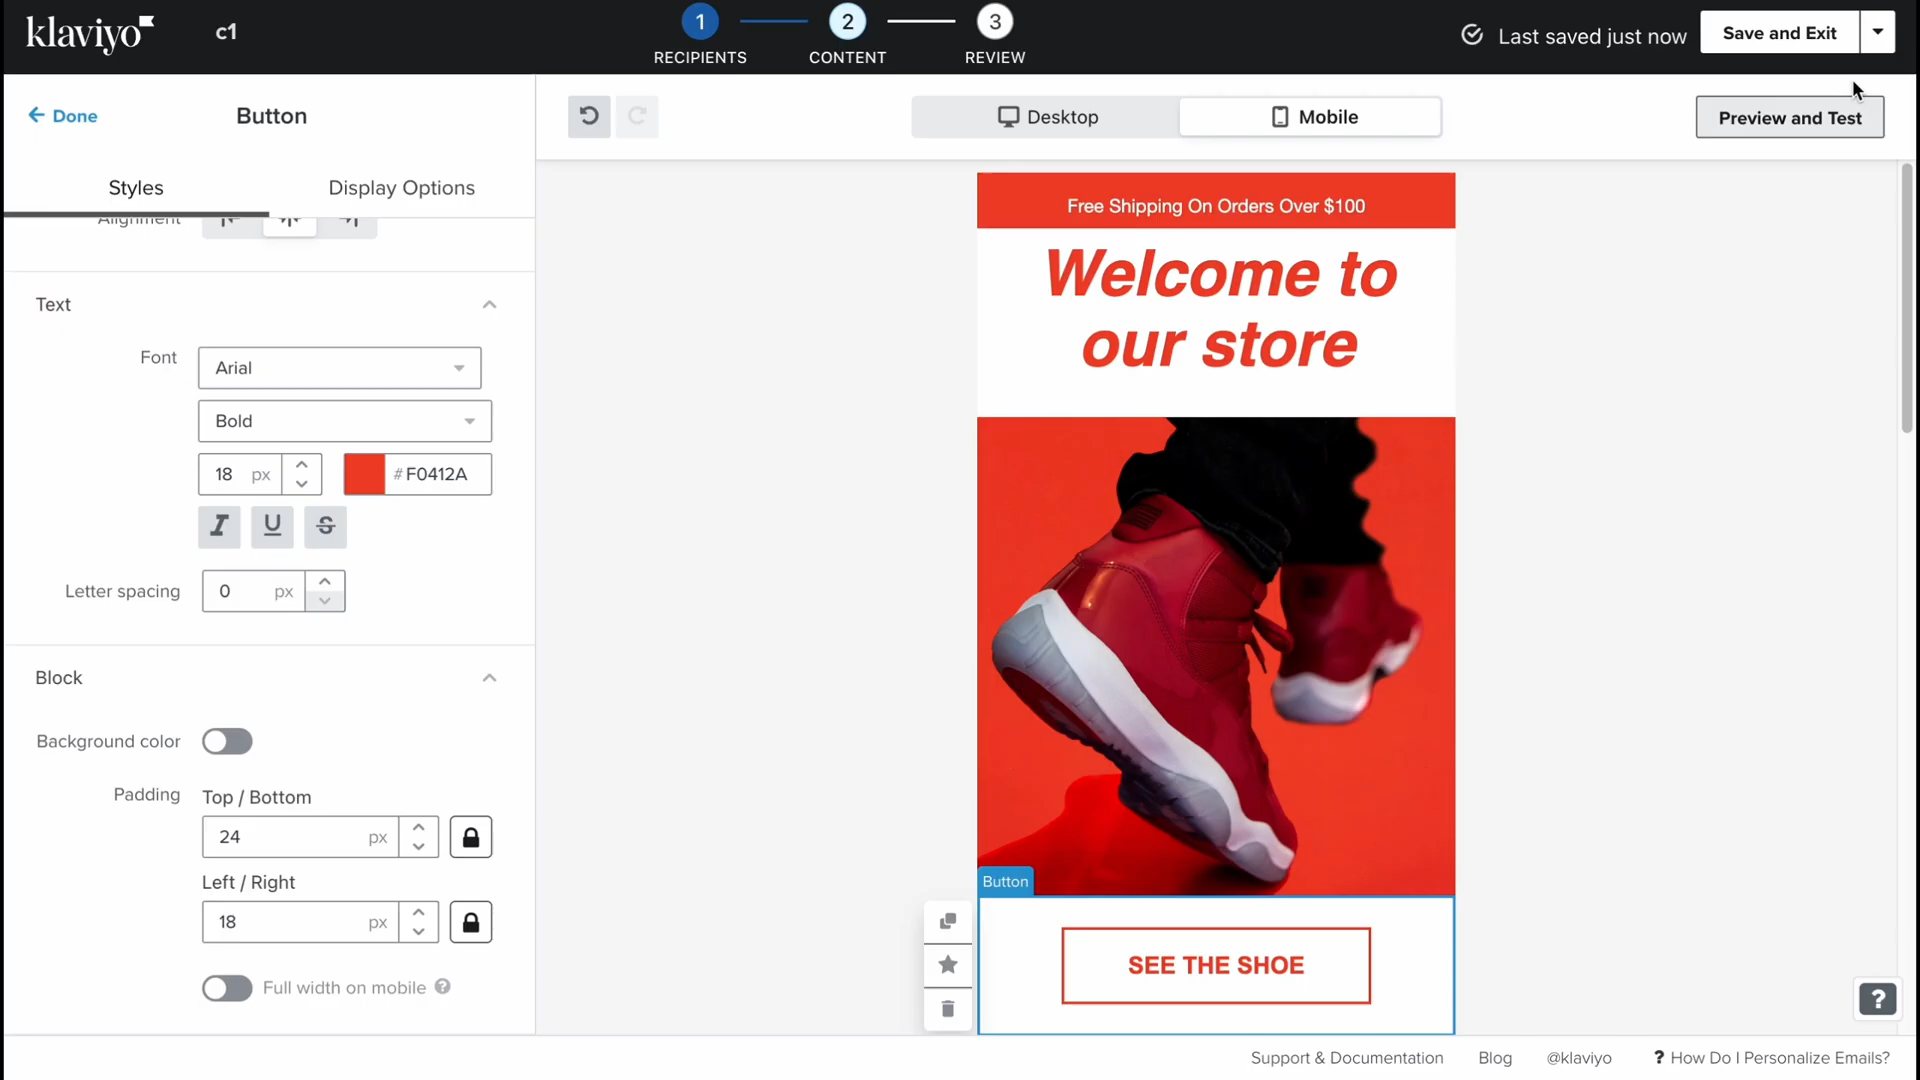 klaviyo
c1
1
2
3
RECIPIENTS
CONTENT
REVIEW
Last saved just now
Save and Exit
Done
Button
Desktop
Mobile
Preview and Test
Styles
Display Options
Alignment
Text
Font
Arial
Bold
18 px
# F0412A
I U S
Letter spacing
0 px
Block
Background color
Padding
Top / Bottom
24 px
Left / Right
18 px
Full width on mobile ?
Free Shipping On Orders Over $100
Welcome to
our store
Button
SEE THE SHOE
?
Support & Documentation
Blog
@klaviyo
? How Do I Personalize Emails?